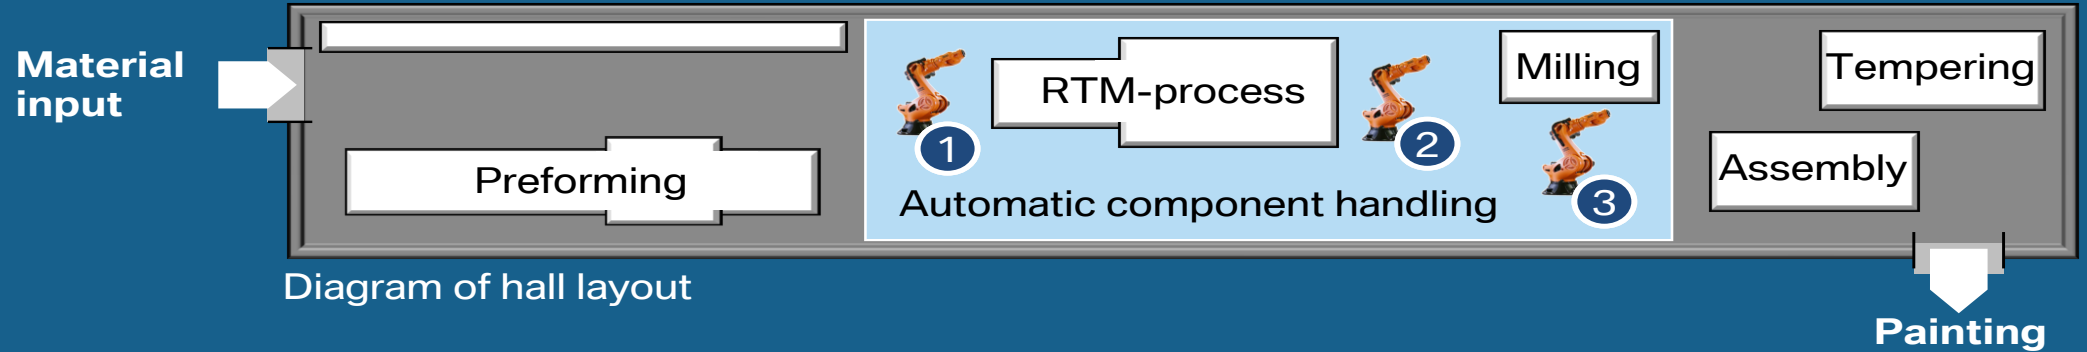 Material
input
Preforming
1
RTM-process
2
Milling
3
Automatic component handling
Tempering
Assembly
Diagram of hall layout
Painting